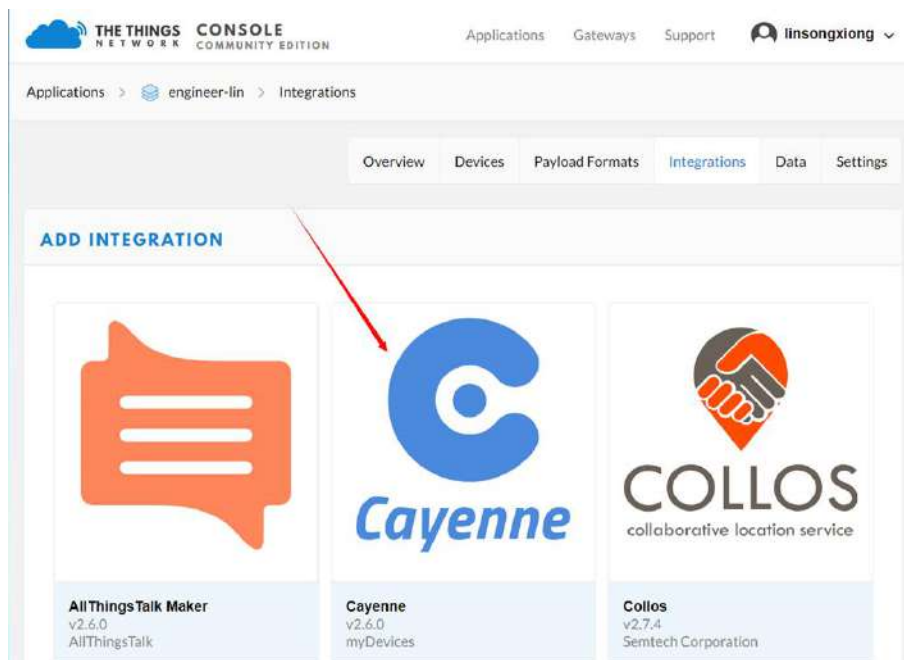 THE THINGS NETWORK CONSOLE COMMUNITY EDITION Applications Gateways Support linsongxiong
Applications > engineer-lin > Integrations
Overview Devices Payload Formats Integrations Data Settings
ADD INTEGRATION
Cayenne
COLLOS
collaborative location service
AllThingsTalk Maker
v2.6.0
AllThingsTalk
Cayenne
v2.6.0
myDevices
Collos
v2.7.4
Semtech Corporation